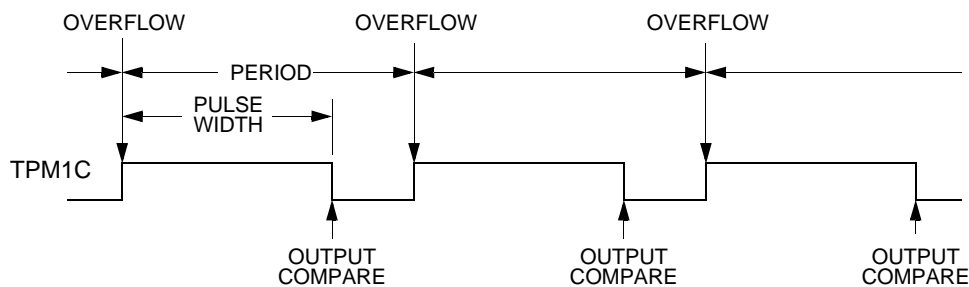 OVERFLOW
OVERFLOW
OVERFLOW
PERIOD
PULSE
WIDTH
TPM1C
OUTPUT
COMPARE
OUTPUT
COMPARE
OUTPUT
COMPARE